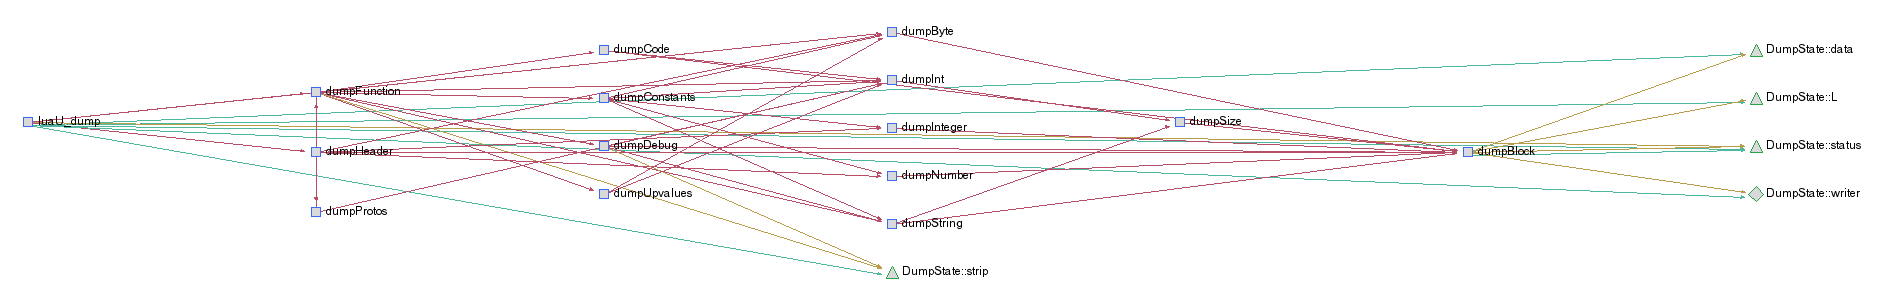 luaU_dump
dumpFunction
dumpHeader
dumpProtos
dumpCode
dumpConstants
dumpDebug
dumpUpvalues
dumpByte
dumpInt
dumpInteger
dumpNumber
dumpString
DumpState::strip
dumpSize
dumpBlock
DumpState::data
DumpState::L
DumpState::status
DumpState::writer